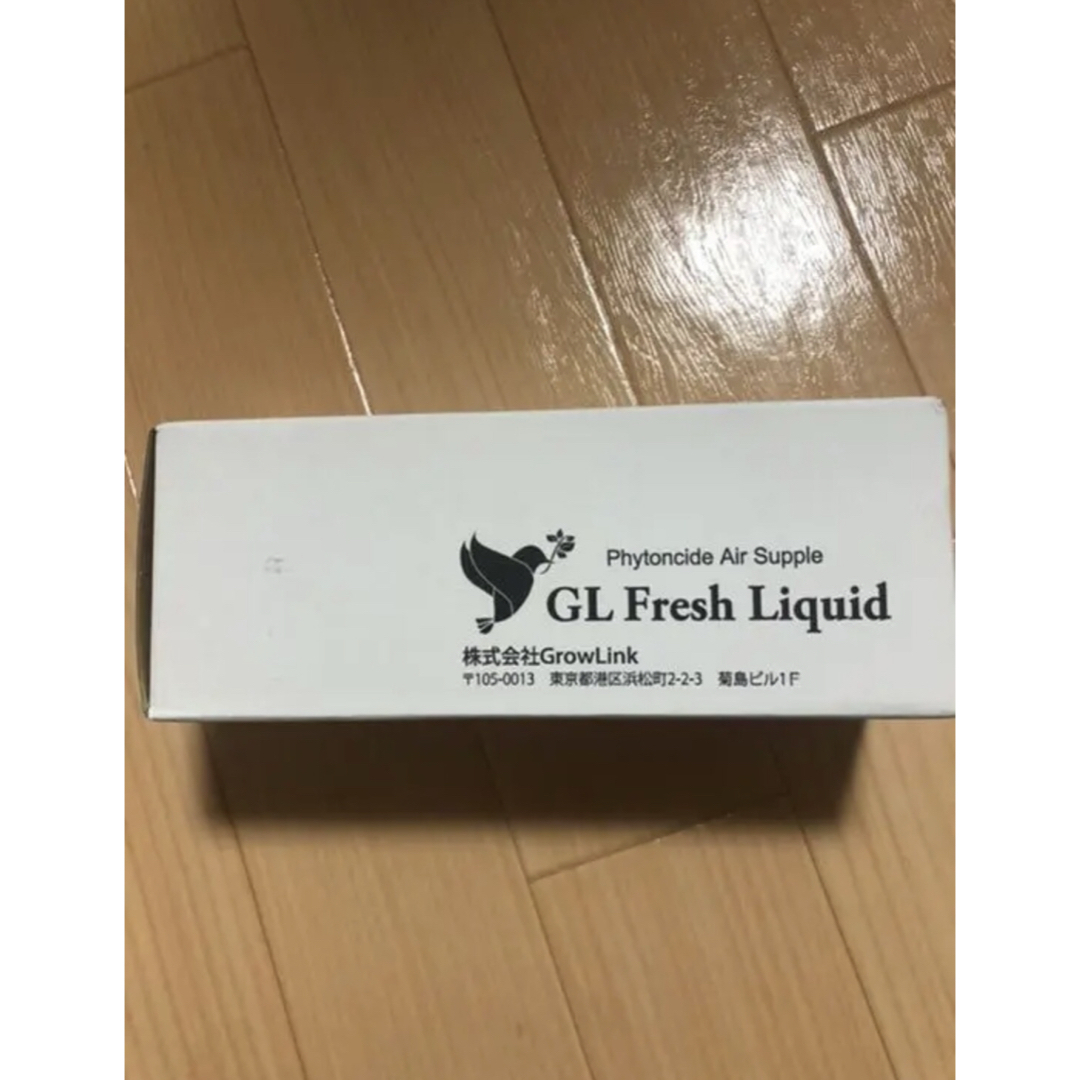 Phytoncide Air Supple
GL Fresh Liquid
株式会社GrowLink
〒105-0013　東京都港区浜松町2-2-3　菊島ビル1F